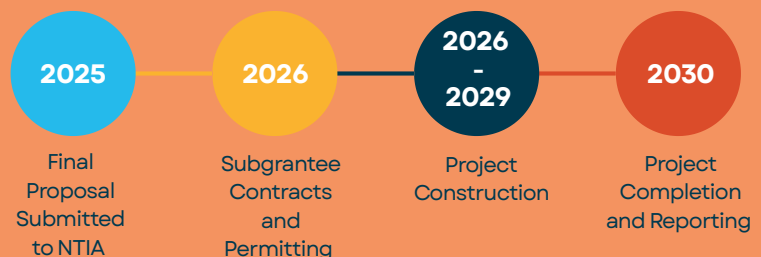 2025
Final
Proposal
Submitted
to NTIA
2026
Subgrantee
Contracts
and
Permitting
2026
-
2029
Project
Construction
2030
Project
Completion
and Reporting